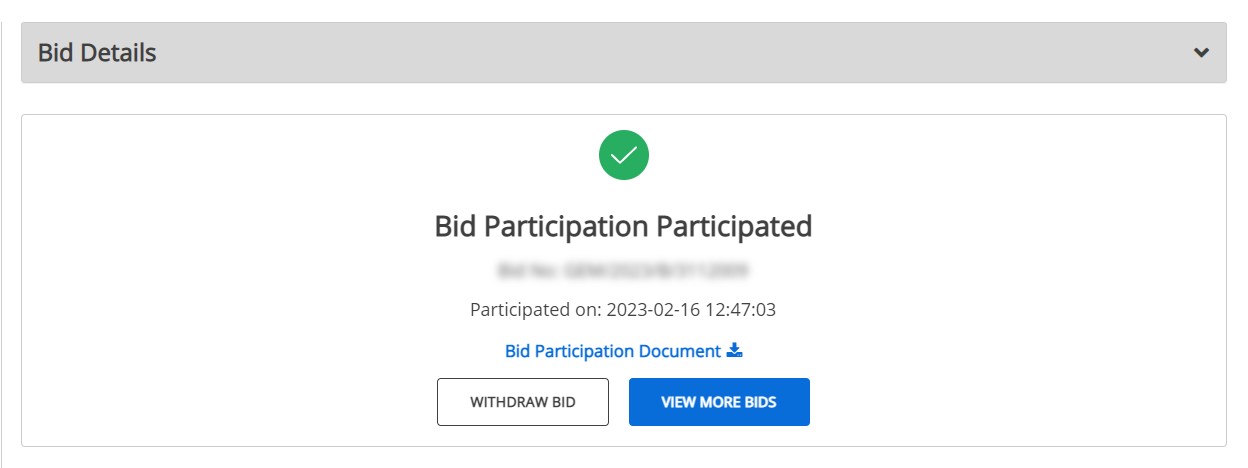 Bid Details
Bid Participation Participated
Participated on: 2023-02-16 12:47:03
Bid Participation Document
WITHDRAW BID
VIEW MORE BIDS